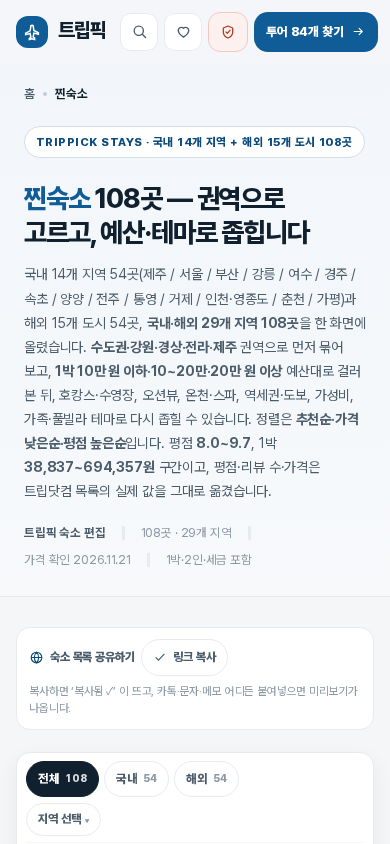 트립픽
투어 84개 찾기 →
홈 • 찐숙소
TRIPPICK STAYS · 국내 14개 지역 + 해외 15개 도시 108곳
찐숙소 108곳 — 권역으로
고르고, 예산·테마로 좁힙니다
국내 14개 지역 54곳(제주 / 서울 / 부산 / 강릉 / 여수 / 경주 /
속초 / 양양 / 전주 / 통영 / 거제 / 인천·영종도 / 춘천 / 가평)과
해외 15개 도시 54곳, 국내·해외 29개 지역 108곳을 한 화면에
올렸습니다. 수도권·강원·경상·전라·제주 권역으로 먼저 묶어
보고, 1박 10만원 이하·10~20만·20만 원 이상 예산대로 걸러
본 뒤, 호캉스·수영장, 오션뷰, 온천·스파, 역세권·도보, 가성비,
가족·풀빌라 테마로 다시 좁힐 수 있습니다. 정렬은 추천순·가격
낮은순·평점 높은순입니다. 평점 8.0~9.7, 1박
38,837~694,357원 구간이고, 평점·리뷰 수·가격은
트립닷컴 목록의 실제 값을 그대로 옮겼습니다.
트립픽 숙소 편집 | 108곳 · 29개 지역 |
가격 확인 2026.11.21 | 1박·2인·세금 포함
숙소 목록 공유하기 ✓ 링크 복사
복사하면 '복사됨 ✓' 이 뜨고, 카톡·문자·메모 어디든 붙여넣으면 미리보기가
나옵니다.
전체 108 국내 54 해외 54
지역 선택 ▾